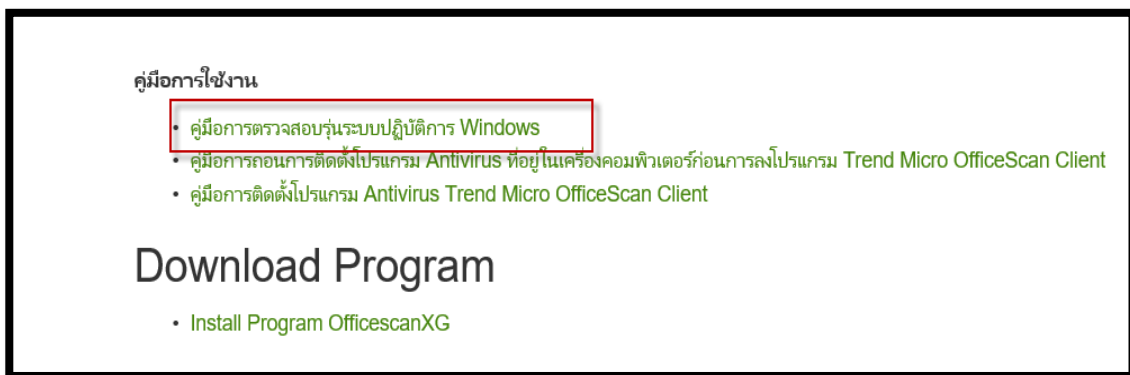 คู่มือการใช้งาน
• คู่มือการตรวจสอบรุ่นระบบปฏิบัติการ Windows
• คู่มือการถอนการติดตั้งโปรแกรม Antivirus ที่อยู่ในเครื่องคอมพิวเตอร์ก่อนการลงโปรแกรม Trend Micro OfficeScan Client
• คู่มือการติดตั้งโปรแกรม Antivirus Trend Micro OfficeScan Client
Download Program
• Install Program OfficescanXG